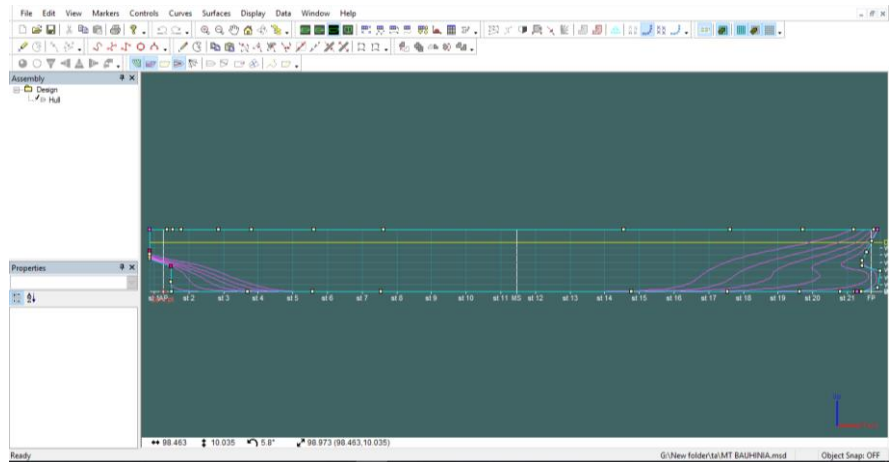 File Edit View Markers Controls Curves Surfaces Display Data Window Help
Assembly
Design
Hull
Properties
st 2 st 3 st 4 st 5 st 6 st 7 st 8 st 9 st 10 st 11 MS st 12 st 13 st 14 st 15 st 16 st 17 st 18 st 19 st 20 st 21 FP
98.463 10.035 5.8° 98.973 (98.463,10.035)
Ready G:\New folder\ta\MT BAUHINIA.msd Object Snap: OFF